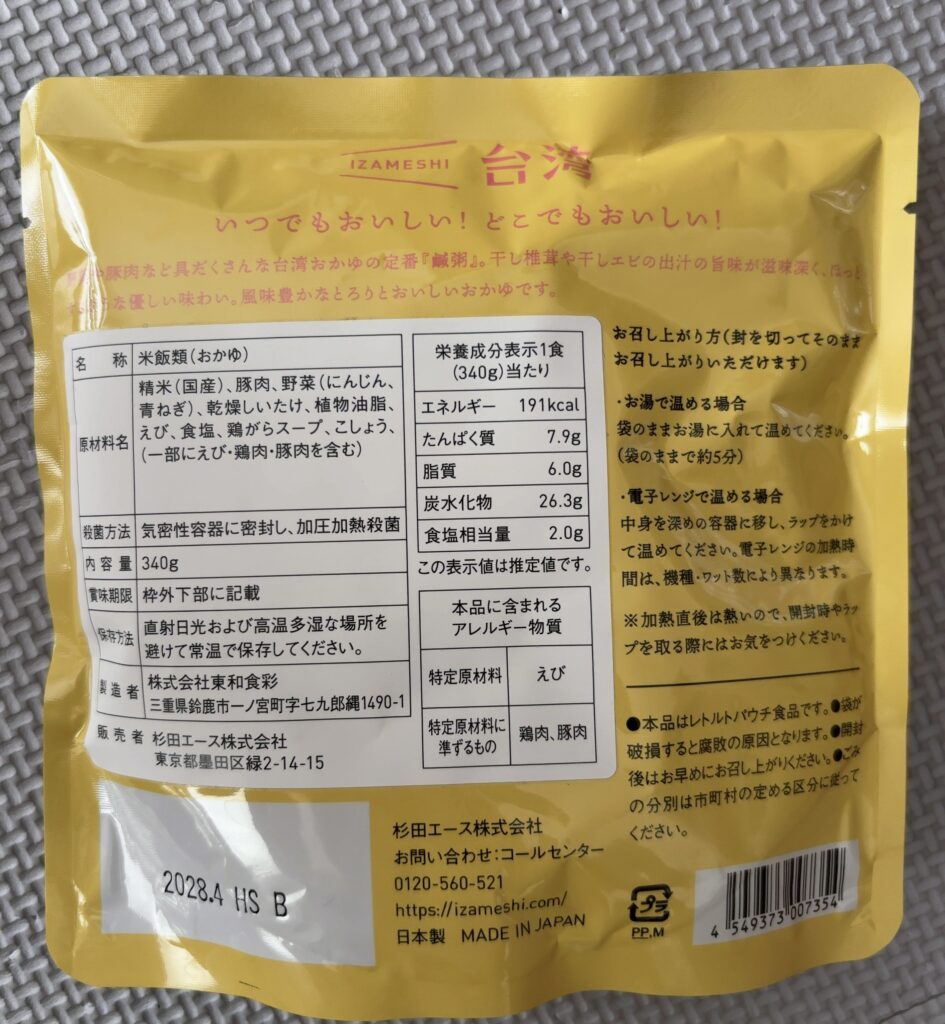 IZAMESHI 台湾
いつでもおいしい！どこでもおいしい！
豚肉など具だくさんな台湾おかゆの定番『鹹粥』。干し椎茸や干しエビの出汁の旨味が滋味深く、ほっと
な優しい味わい。風味豊かなとろりとおいしいおかゆです。
名称 米飯類（おかゆ）
原材料名 精米（国産）、豚肉、野菜（にんじん、
青ねぎ）、乾燥しいたけ、植物油脂、
えび、食塩、鶏がらスープ、こしょう、
（一部にえび・鶏肉・豚肉を含む）
殺菌方法 気密性容器に密封し、加圧加熱殺菌
内容量 340g
賞味期限 枠外下部に記載
保存方法 直射日光および高温多湿な場所を
避けて常温で保存してください。
製造者 株式会社東和食彩
三重県鈴鹿市一ノ宮町字七九郎縄1490-1
販売者 杉田エース株式会社
東京都墨田区緑2-14-15
栄養成分表示1食
(340g)当たり
エネルギー 191kcal
たんぱく質 7.9g
脂質 6.0g
炭水化物 26.3g
食塩相当量 2.0g
この表示値は推定値です。
本品に含まれる
アレルギー物質
特定原材料 えび
特定原材料に
準ずるもの 鶏肉、豚肉
お召し上がり方（封を切ってそのまま
お召し上がりいただけます）
・お湯で温める場合
袋のままお湯に入れて温めてください。
（袋のままで約5分）
・電子レンジで温める場合
中身を深めの容器に移し、ラップをかけ
て温めてください。電子レンジの加熱時
間は、機種・ワット数により異なります。
※加熱直後は熱いので、開封時やラッ
プを取る際にはお気をつけください。
●本品はレトルトパウチ食品です。●袋が
破損すると腐敗の原因となります。●開封
後はお早めにお召し上がりください。●ごみ
の分別は市町村の定める区分に従って
ください。
2028.4 HS B
杉田エース株式会社
お問い合わせ：コールセンター
0120-560-521
https://izameshi.com/
日本製 MADE IN JAPAN
プラ
PP,M
4 549373 007354